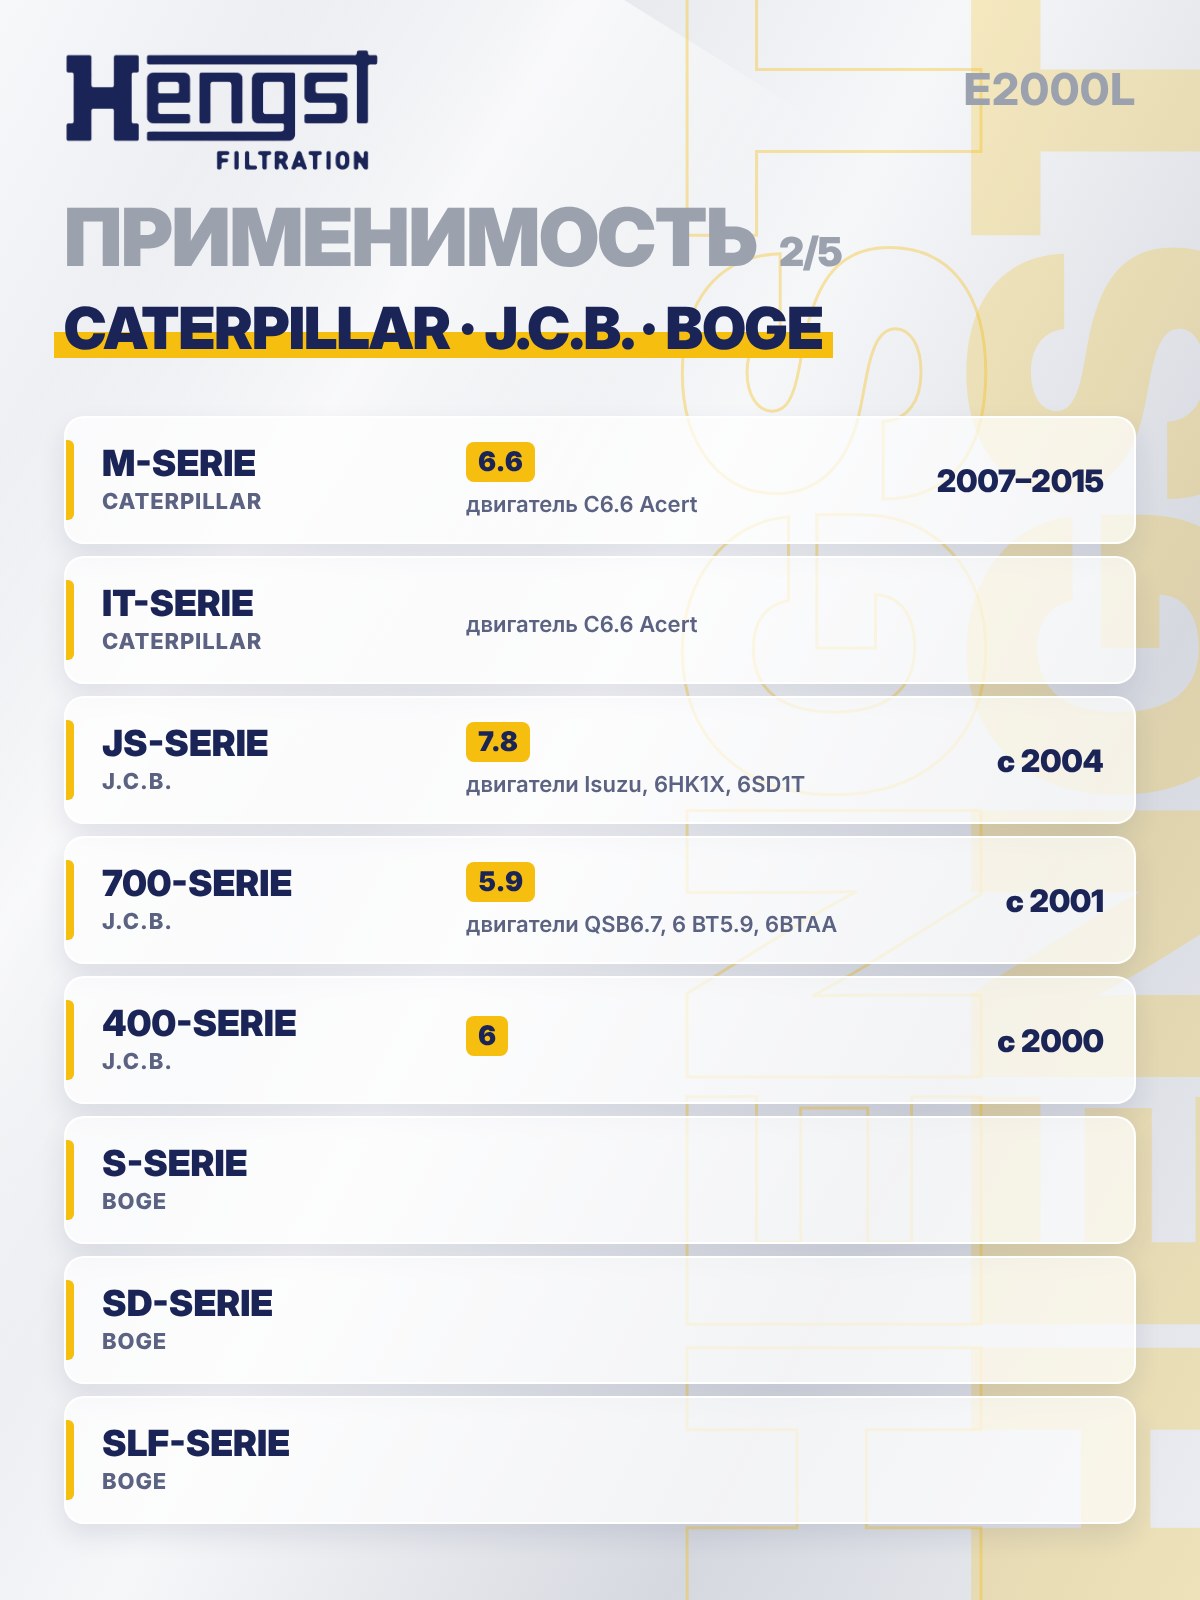 Hengst
FILTRATION
E2000L
ПРИМЕНИМОСТЬ 2/5
CATERPILLAR · J.C.B. · BOGE
M-SERIE
CATERPILLAR
6.6
двигатель C6.6 Acert
2007–2015
IT-SERIE
CATERPILLAR
двигатель C6.6 Acert
JS-SERIE
J.C.B.
7.8
двигатели Isuzu, 6HK1X, 6SD1T
с 2004
700-SERIE
J.C.B.
5.9
двигатели QSB6.7, 6 BT5.9, 6BTAA
с 2001
400-SERIE
J.C.B.
6
с 2000
S-SERIE
BOGE
SD-SERIE
BOGE
SLF-SERIE
BOGE
HENGST
HENGST